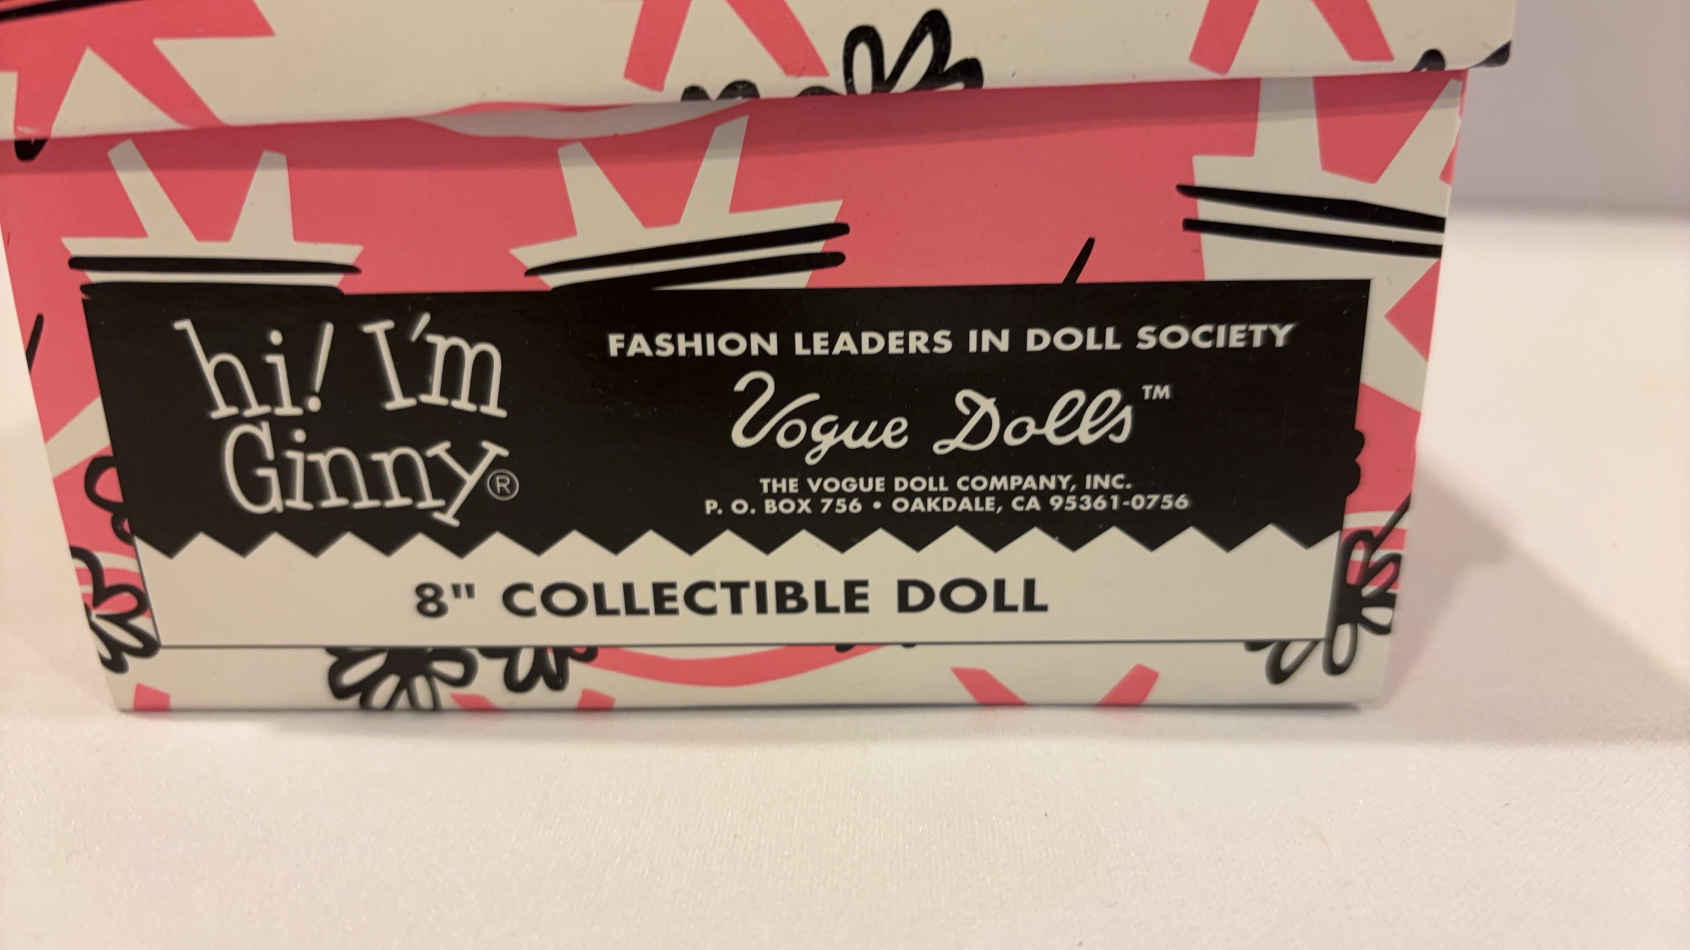 hi! I'm
Ginny®
FASHION LEADERS IN DOLL SOCIETY
Vogue Dolls™
THE VOGUE DOLL COMPANY, INC.
P. O. BOX 756 • OAKDALE, CA 95361-0756
8" COLLECTIBLE DOLL